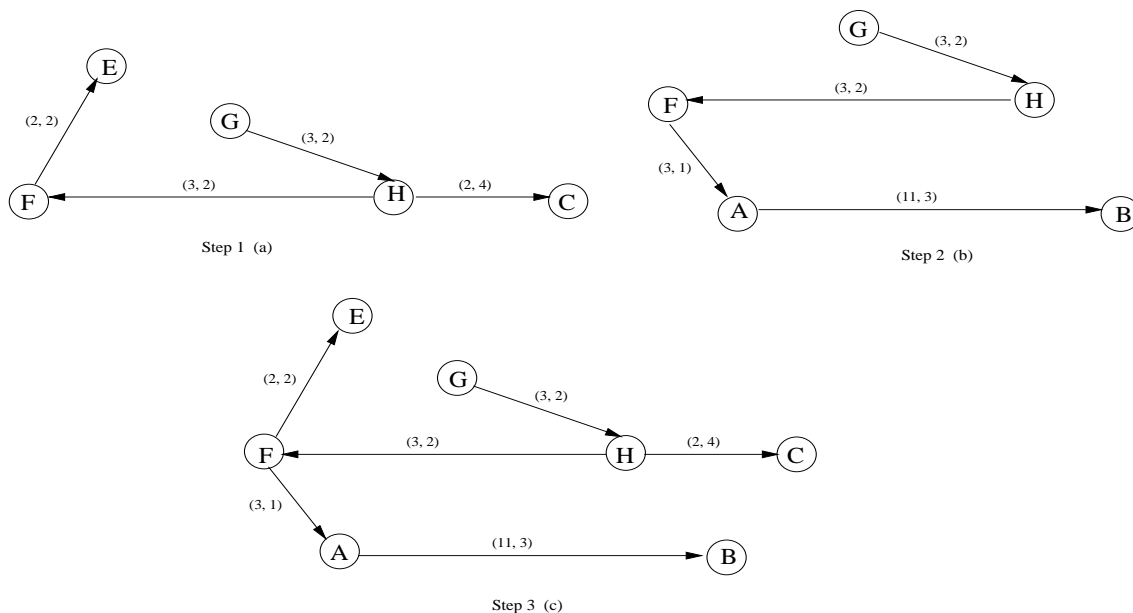 E
(2, 2)
G
(3, 2)
(3, 2)
(2, 4)
F
H
C
Step 1 (a)
G
(3, 2)
(3, 2)
F
H
(3, 1)
(11, 3)
A
B
Step 2 (b)
E
(2, 2)
G
(3, 2)
(3, 2)
(2, 4)
F
H
C
(3, 1)
(11, 3)
A
B
Step 3 (c)